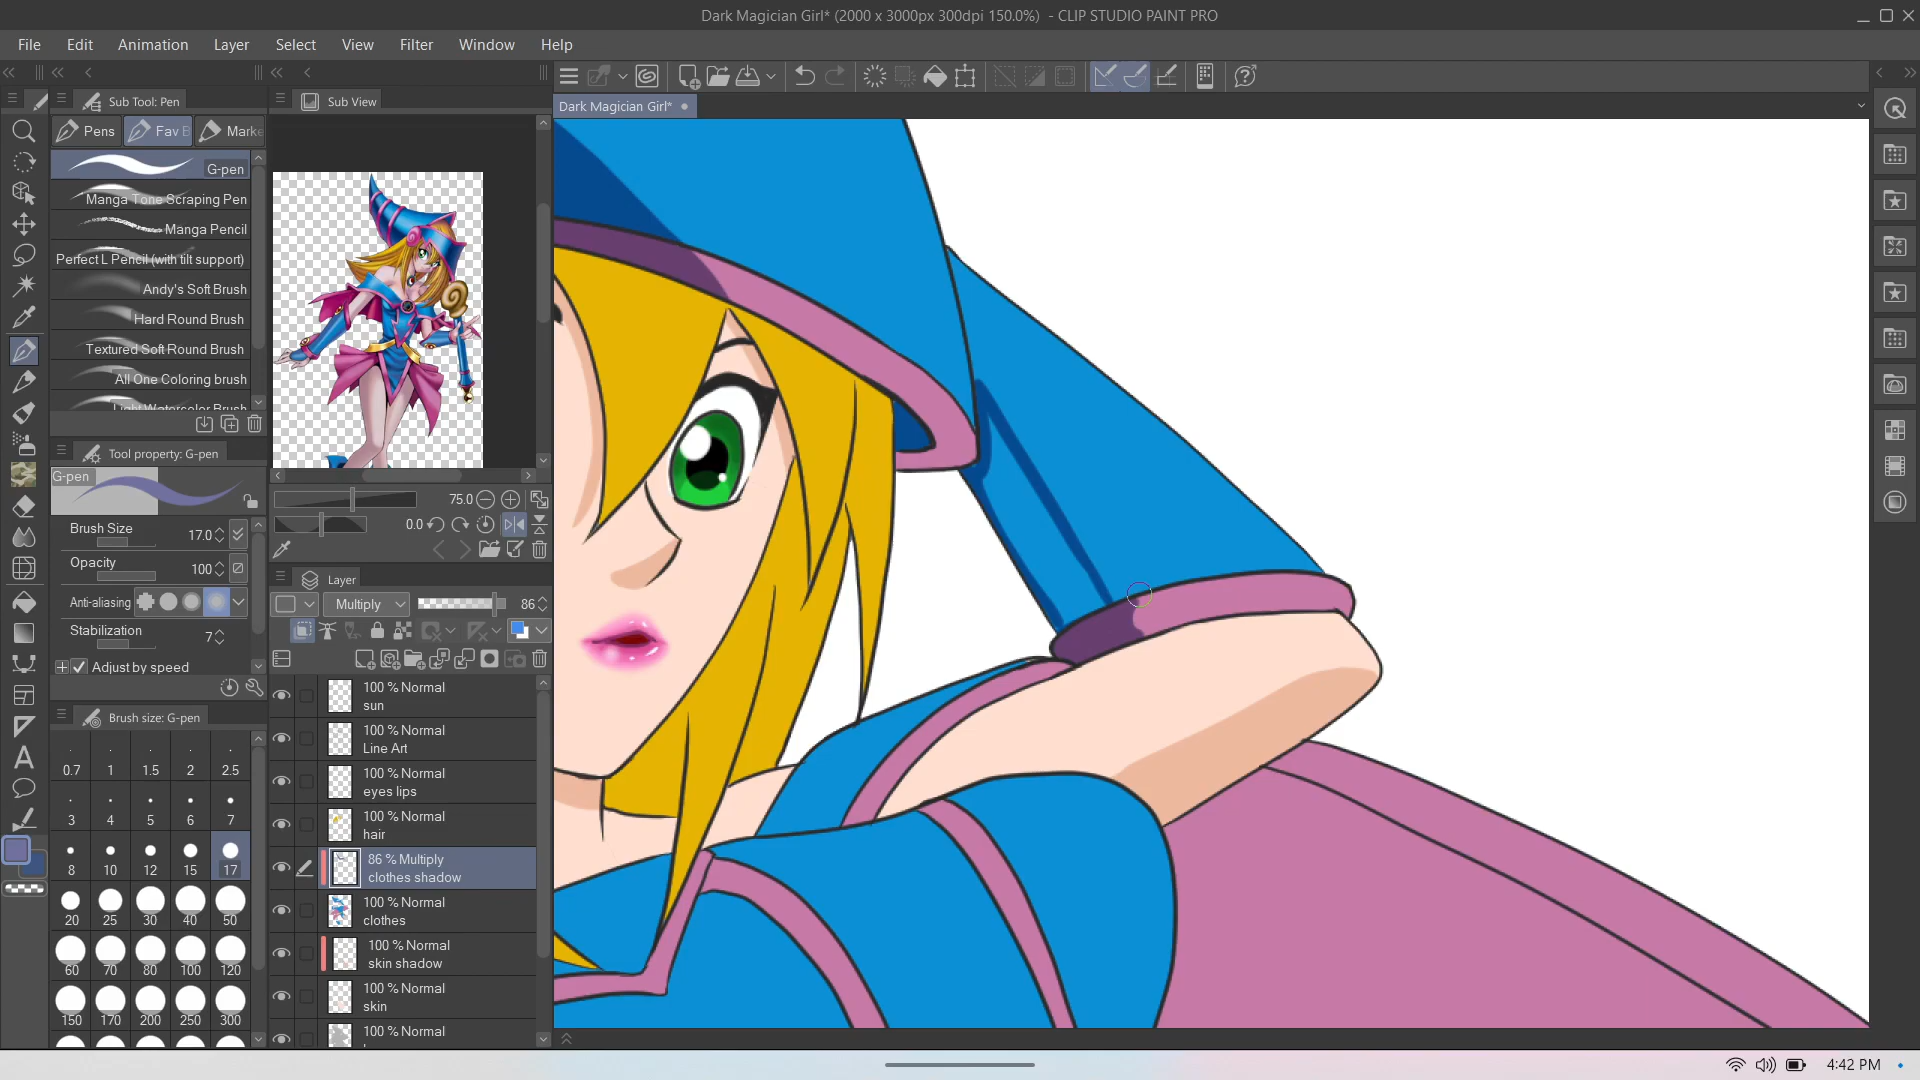 Dark Magician Girl* (2000 x 3000px 300dpi 150.0%) - CLIP STUDIO PAINT PRO
File Edit Animation Layer Select View Filter Window Help
Sub Tool: Pen
Sub View
Dark Magician Girl*
Pens Fav B Marke
G-pen
Manga Tone Scraping Pen
Manga Pencil
Perfect L Pencil (with tilt support)
Andy's Soft Brush
Hard Round Brush
Textured Soft Round Brush
All One Coloring brush
Light Watercolor Brush
Tool property: G-pen
G-pen
Brush Size 17.0
Opacity 100
Anti-aliasing
Stabilization 7
Adjust by speed
75.0
0.0
Layer
Multiply 86
Brush size: G-pen
0.7 1 1.5 2 2.5
3 4 5 6 7
8 10 12 15 17
20 25 30 40 50
60 70 80 100 120
150 170 200 250 300
100 % Normal
sun
100 % Normal
Line Art
100 % Normal
eyes lips
100 % Normal
hair
86 % Multiply
clothes shadow
100 % Normal
clothes
100 % Normal
skin shadow
100 % Normal
skin
100 % Normal
4:42 PM